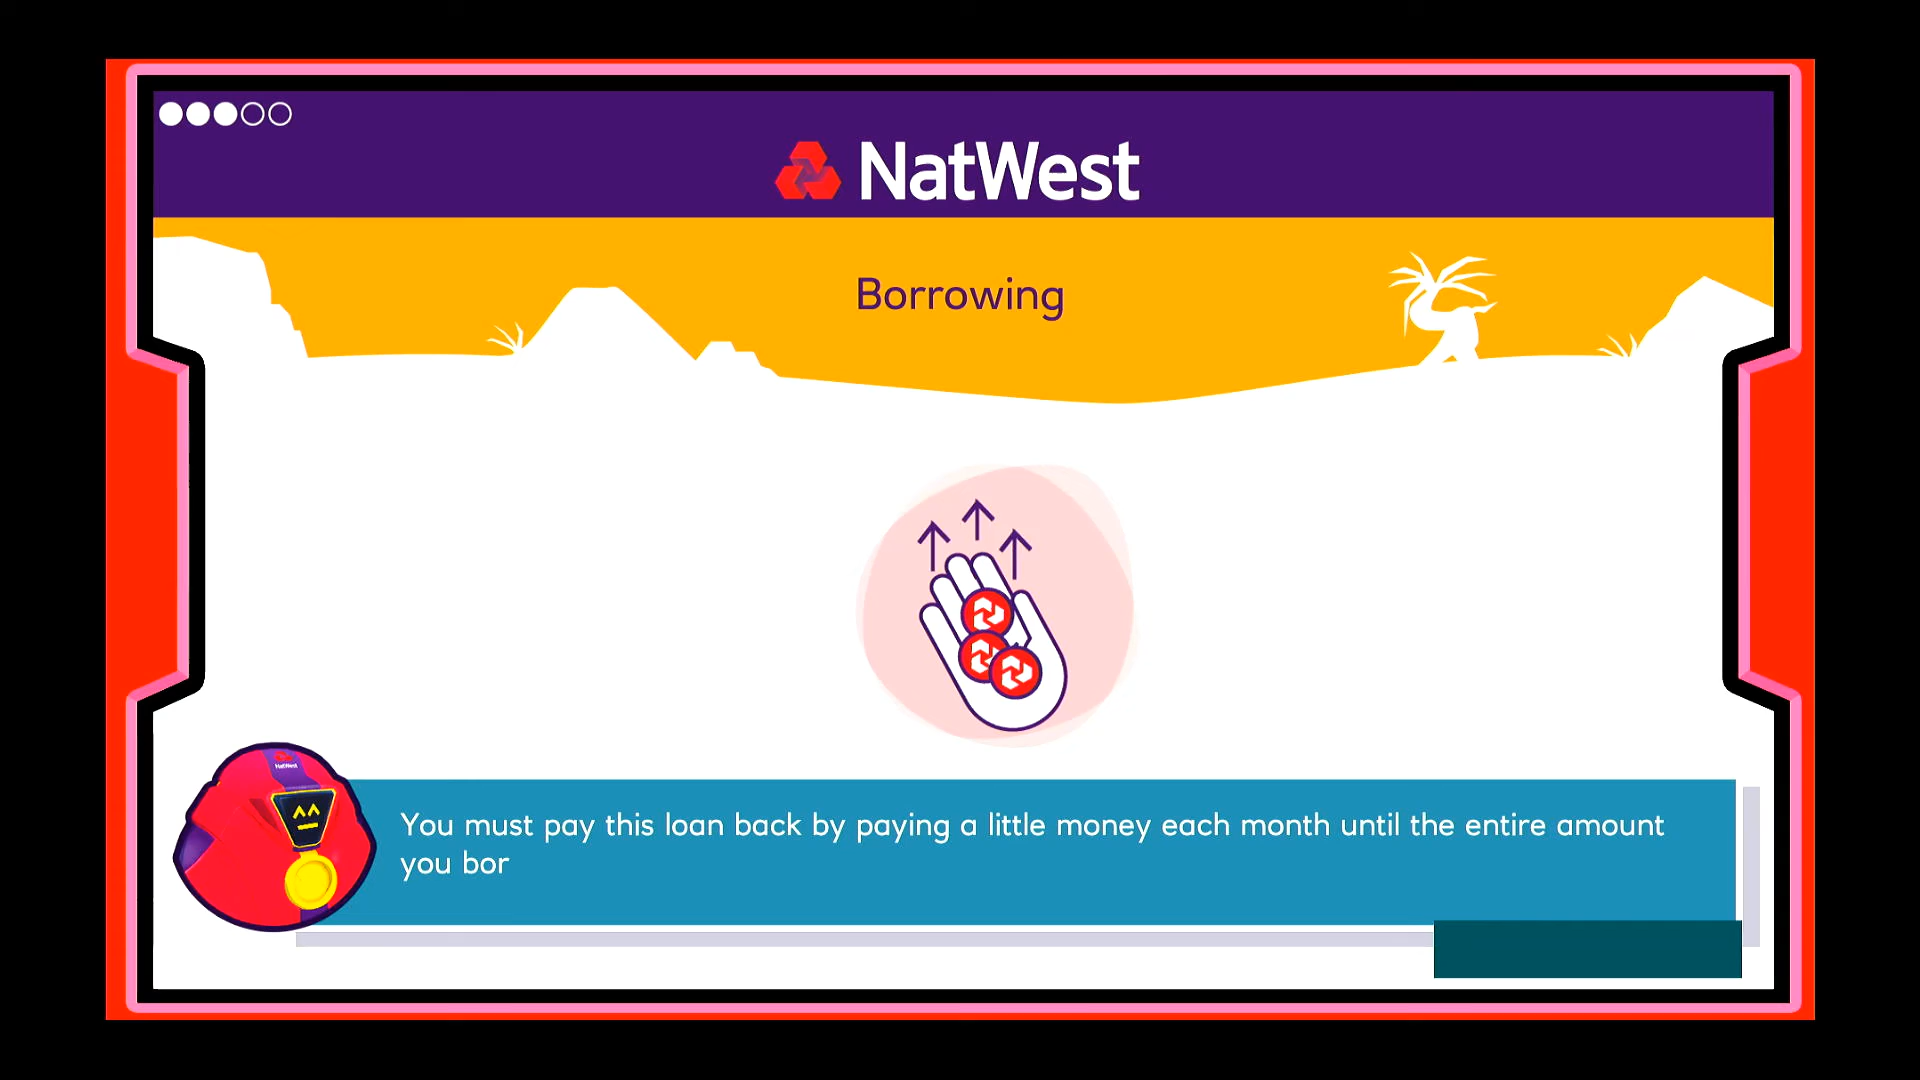 NatWest
Borrowing
NatWest
You must pay this loan back by paying a little money each month until the entire amount
you bor